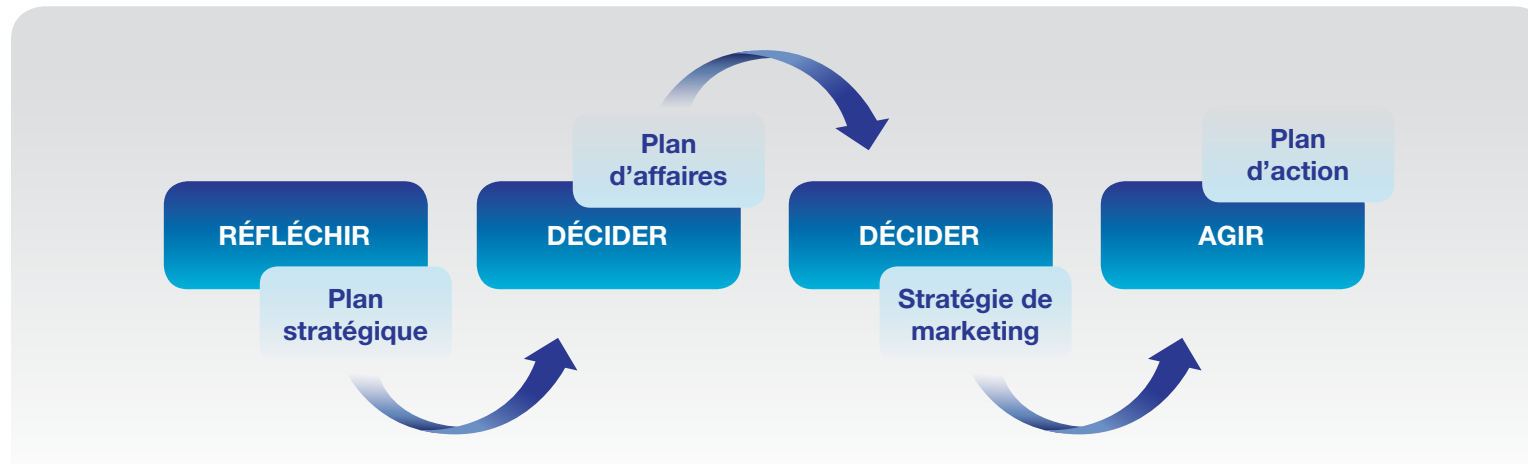 RÉFLÉCHIR
Plan
stratégique
DÉCIDER
Plan
d’affaires
DÉCIDER
Stratégie de
marketing
AGIR
Plan
d’action